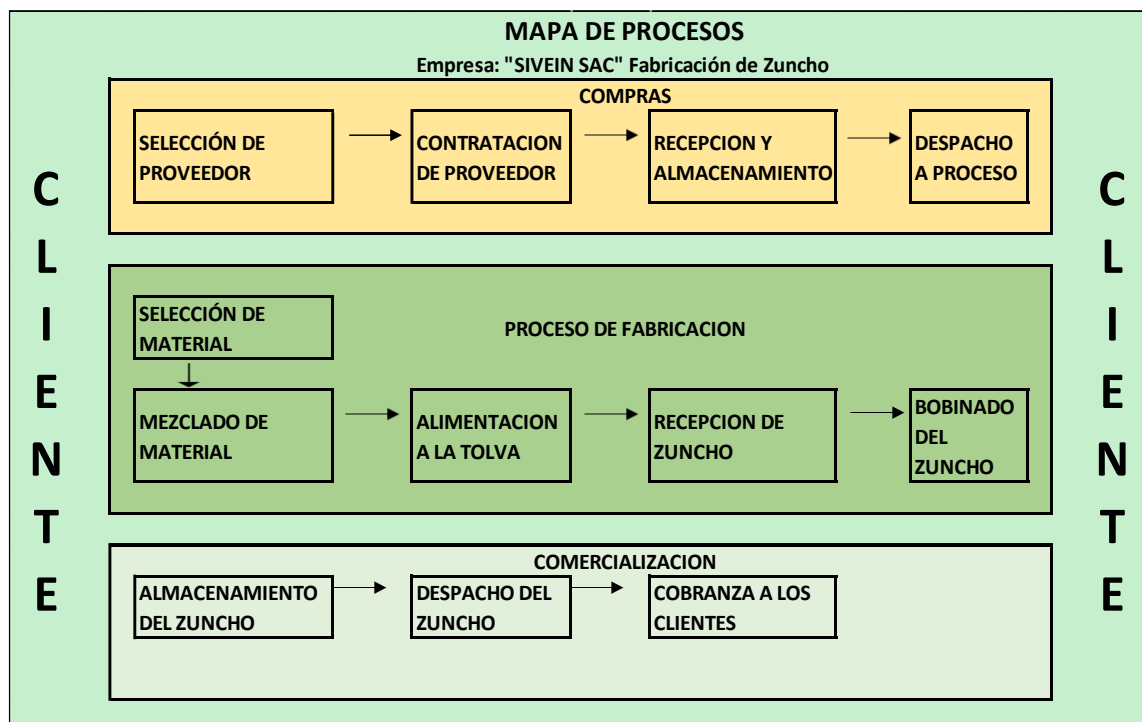 MAPA DE PROCESOS
Empresa: "SIVEIN SAC" Fabricación de Zuncho
COMPRAS
SELECCIÓN DE
PROVEEDOR
CONTRATACION
DE PROVEEDOR
RECEPCION Y
ALMACENAMIENTO
DESPACHO
A PROCESO
PROCESO DE FABRICACION
SELECCIÓN DE
MATERIAL
MEZCLADO DE
MATERIAL
ALIMENTACION
A LA TOLVA
RECEPCION DE
ZUNCHO
BOBINADO
DEL
ZUNCHO
COMERCIALIZACION
ALMACENAMIENTO
DEL ZUNCHO
DESPACHO DEL
ZUNCHO
COBRANZA A LOS
CLIENTES
CLIENTE
CLIENTE